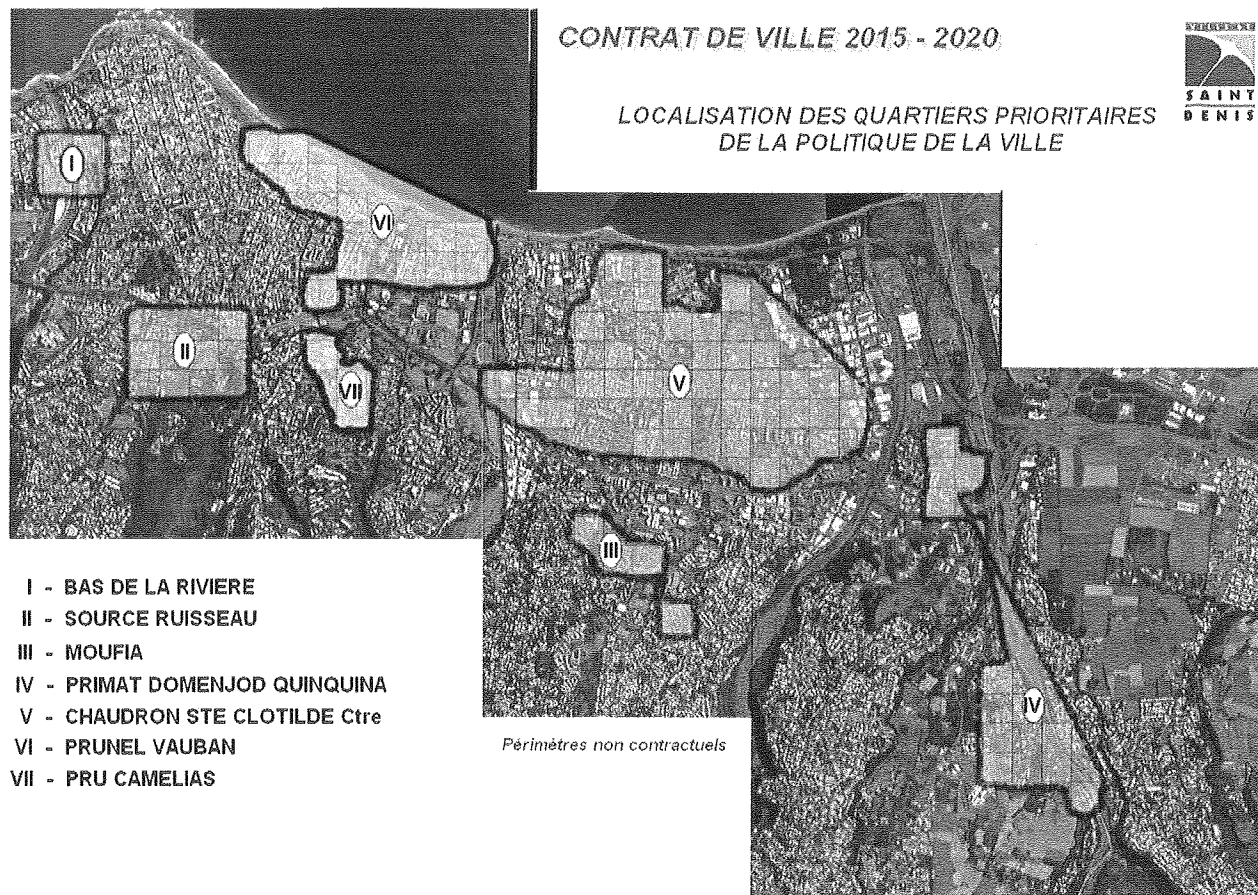 CONTRAT DE VILLE 2015 - 2020
LOCALISATION DES QUARTIERS PRIORITAIRES
DE LA POLITIQUE DE LA VILLE
SAINT
DENIS
I
VI
II
VII
V
III
IV
I - BAS DE LA RIVIERE
II - SOURCE RUISSEAU
III - MOUFIA
IV - PRIMAT DOMENJOD QUINQUINA
V - CHAUDRON STE CLOTILDE Ctre
VI - PRUNEL VAUBAN
VII - PRU CAMELIAS
Périmètres non contractuels